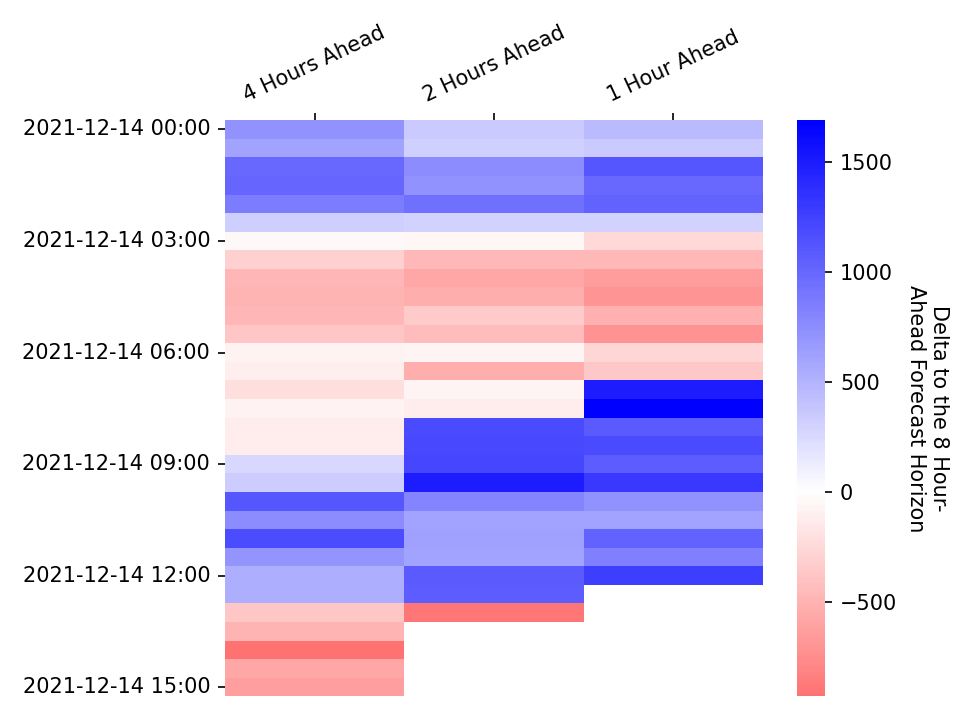 4 Hours Ahead
2 Hours Ahead
1 Hour Ahead
2021-12-14 00:00
2021-12-14 03:00
2021-12-14 06:00
2021-12-14 09:00
2021-12-14 12:00
2021-12-14 15:00
1500
1000
500
0
−500
Delta to the 8 Hour-
Ahead Forecast Horizon